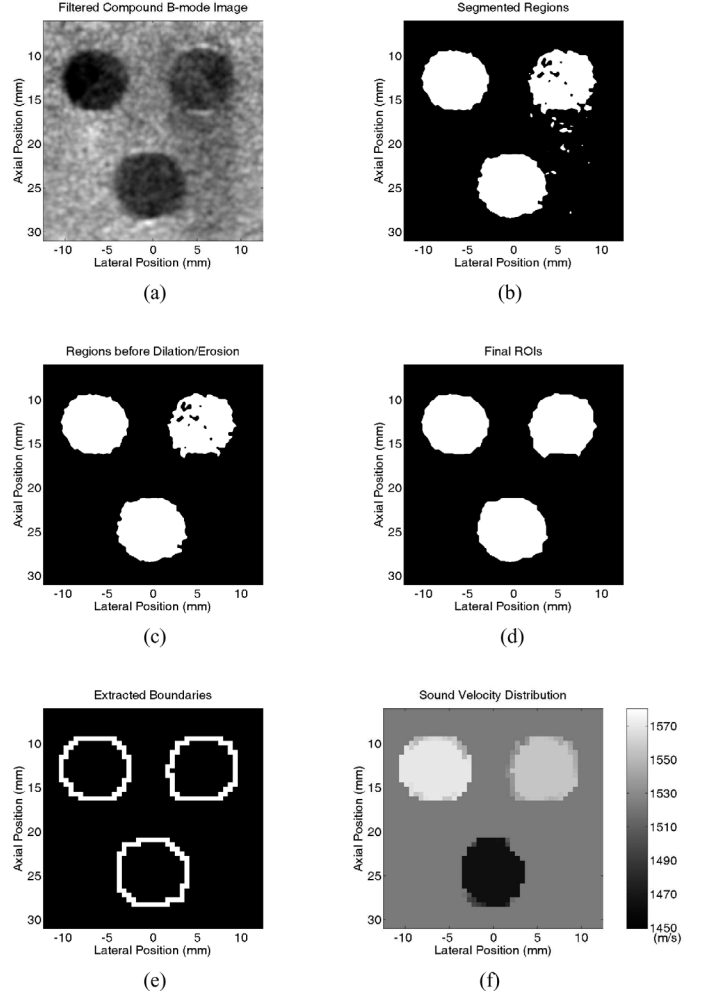 Filtered Compound B-mode Image
Axial Position (mm)
10
15
20
25
30
-10 -5 0 5 10
Lateral Position (mm)
(a)
Segmented Regions
Axial Position (mm)
10
15
20
25
30
-10 -5 0 5 10
Lateral Position (mm)
(b)
Regions before Dilation/Erosion
Axial Position (mm)
10
15
20
25
30
-10 -5 0 5 10
Lateral Position (mm)
(c)
Final ROIs
Axial Position (mm)
10
15
20
25
30
-10 -5 0 5 10
Lateral Position (mm)
(d)
Extracted Boundaries
Axial Position (mm)
10
15
20
25
30
-10 -5 0 5 10
Lateral Position (mm)
(e)
Sound Velocity Distribution
Axial Position (mm)
10
15
20
25
30
-10 -5 0 5 10
Lateral Position (mm)
1570
1550
1530
1510
1490
1470
1450
(m/s)
(f)